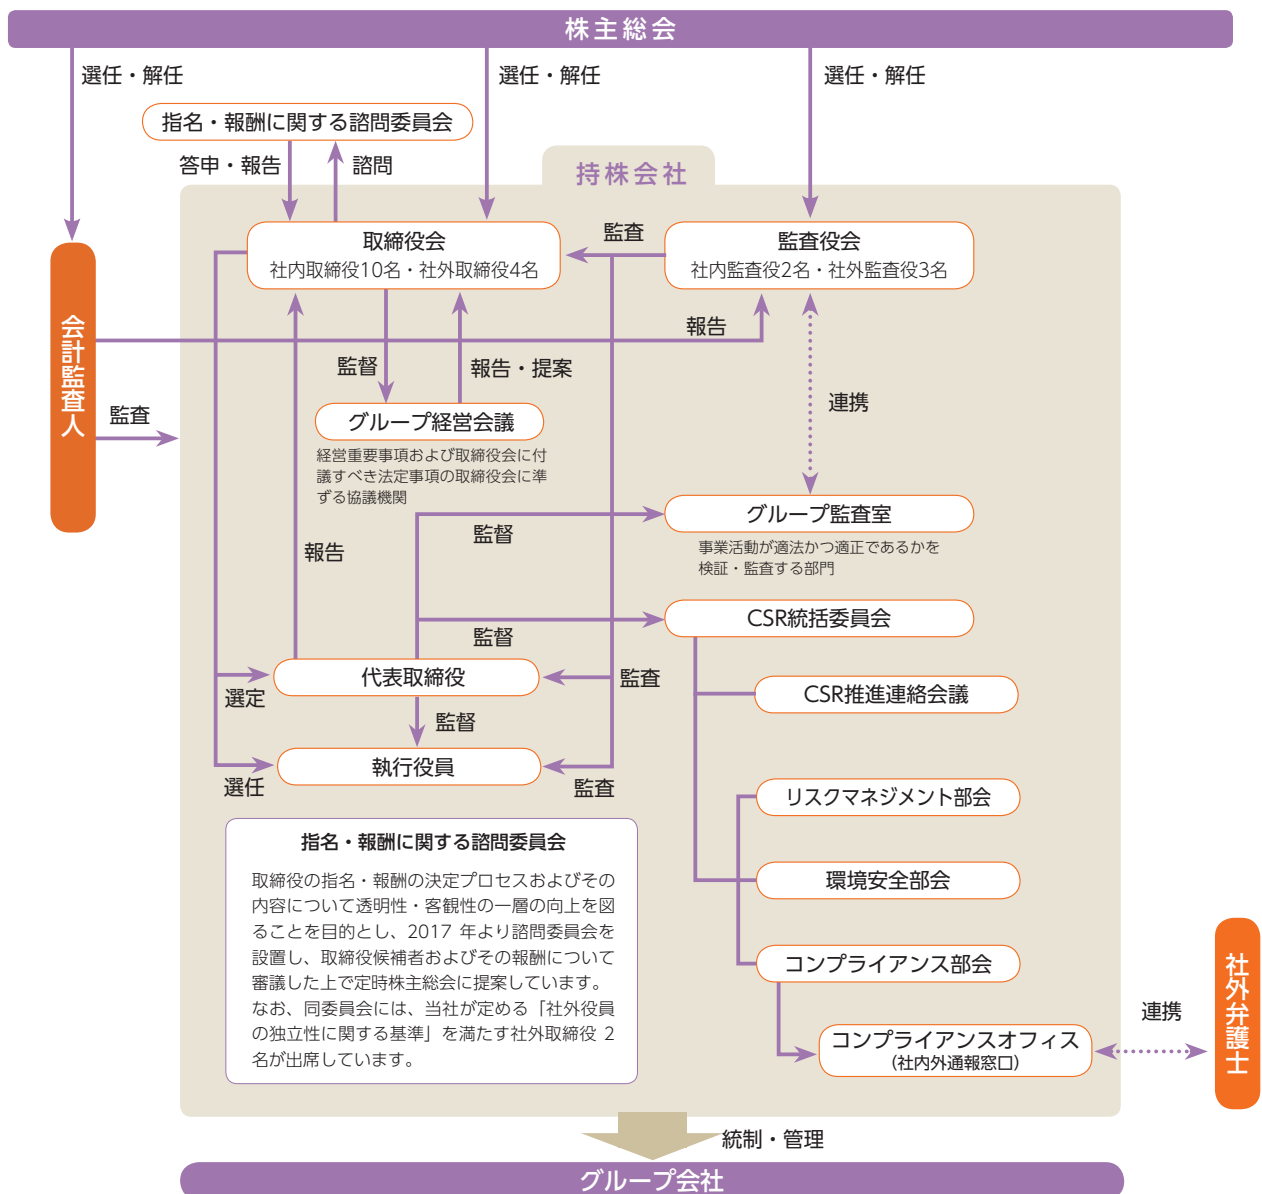 株主総会
選任・解任
選任・解任
選任・解任
指名・報酬に関する諮問委員会
答申・報告
諮問
持株会社
取締役会
社内取締役10名・社外取締役4名
監査
監査役会
社内監査役2名・社外監査役3名
会計監査人
報告
監督
報告・提案
監査
連携
グループ経営会議
経営重要事項および取締役会に付
議すべき法定事項の取締役会に準
ずる協議機関
グループ監査室
監督
事業活動が適法かつ適正であるかを
検証・監査する部門
報告
CSR統括委員会
監督
代表取締役
監査
選定
CSR推進連絡会議
監督
執行役員
選任
監査
リスクマネジメント部会
環境安全部会
コンプライアンス部会
コンプライアンスオフィス
(社内外通報窓口)
連携
社外弁護士
指名・報酬に関する諮問委員会
取締役の指名・報酬の決定プロセスおよびその
内容について透明性・客観性の一層の向上を図
ることを目的とし、2017 年より諮問委員会を
設置し、取締役候補者およびその報酬について
審議した上で定時株主総会に提案しています。
なお、同委員会には、当社が定める「社外役員
の独立性に関する基準」を満たす社外取締役 2
名が出席しています。
統制・管理
グループ会社